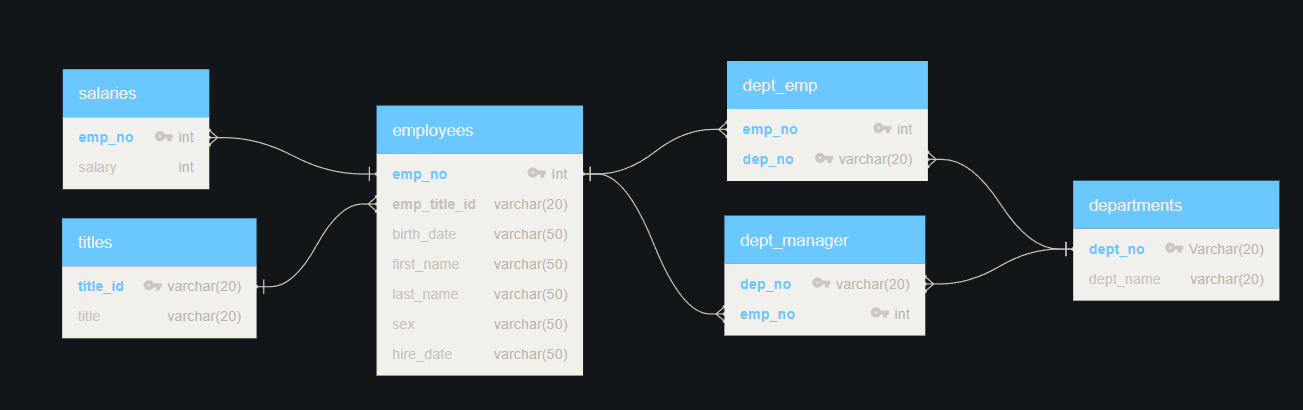 salaries
emp_no int
salary int
titles
title_id varchar(20)
title varchar(20)
employees
emp_no Int
emp_title_id varchar(20)
birth_date varchar(50)
first_name varchar(50)
last_name varchar(50)
sex varchar(50)
hire_date varchar(50)
dept_emp
emp_no int
dep_no varchar(20)
dept_manager
dep_no varchar(20)
emp_no int
departments
dept_no Varchar(20)
dept_name varchar(20)